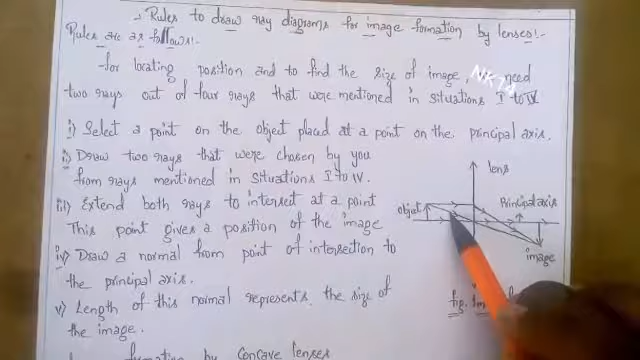 :- Rules to draw ray diagrams for image formation by lenses:-
Rules are as follows:-
For locating position and to find the size of image, need
two rays out of four rays that were mentioned in situations I to IV
i) Select a point on the object placed at a point on the principal axis.
ii) Draw two rays that were chosen by you
from rays mentioned in Situations I to IV.
iii) Extend both rays to interset at a point
This point gives a position of the image
iv) Draw a normal from point of intersection to
the principal axis.
v) Length of this normal represents the size of
the image.
lens
object
Principal axis
image
fig.
formation by Concave lenses